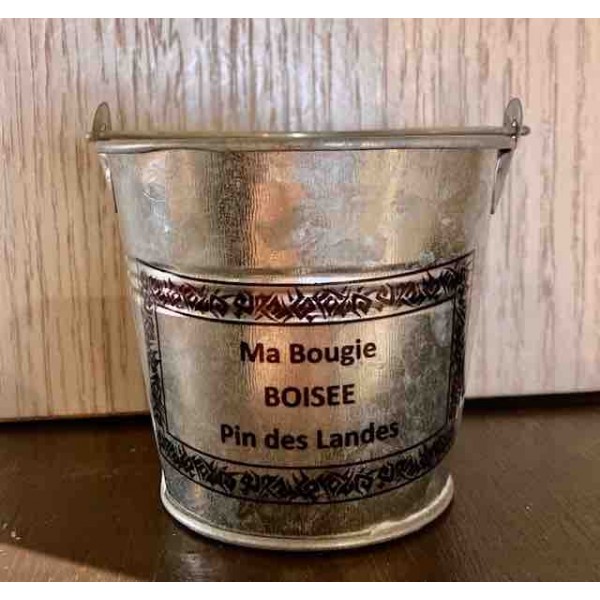 Ma Bougie
BOISEE
Pin des Landes